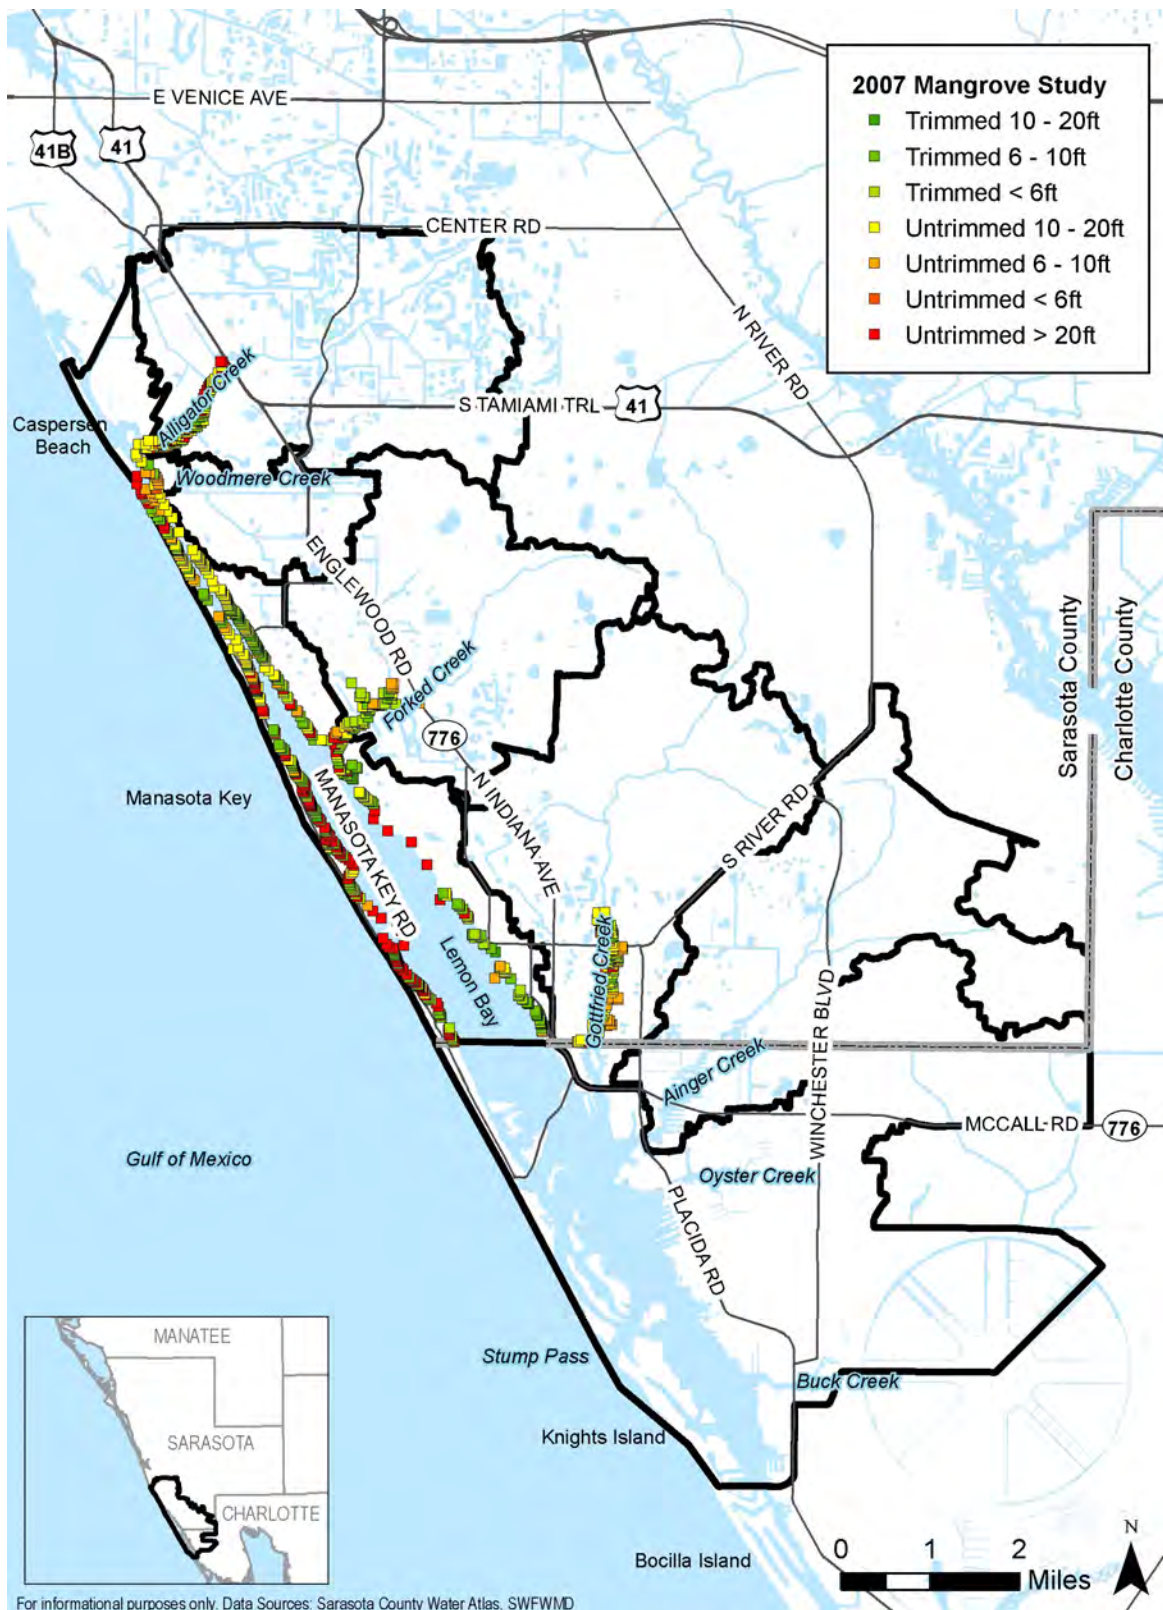 2007 Mangrove Study
Trimmed 10 - 20ft
Trimmed 6 - 10ft
Trimmed < 6ft
Untrimmed 10 - 20ft
Untrimmed 6 - 10ft
Untrimmed < 6ft
Untrimmed > 20ft
E VENICE AVE
41B
41
CENTER RD
N RIVER RD
Alligator Creek
S TAMIAMI TRL
41
Caspersen
Beach
Woodmere Creek
ENGLEWOOD RD
Sarasota County
Charlotte County
Forked Creek
776
Manasota Key
MANASOTA KEY RD
N INDIANA AVE
S RIVER RD
Lemon Bay
Gottfried Creek
WINCHESTER BLVD
Ainger Creek
MCCALL RD
776
Gulf of Mexico
Oyster Creek
PLACIDA RD
Stump Pass
Buck Creek
Knights Island
Bocilla Island
MANATEE
SARASOTA
CHARLOTTE
N
0 1 2
Miles
For informational purposes only. Data Sources: Sarasota County Water Atlas, SWFWMD